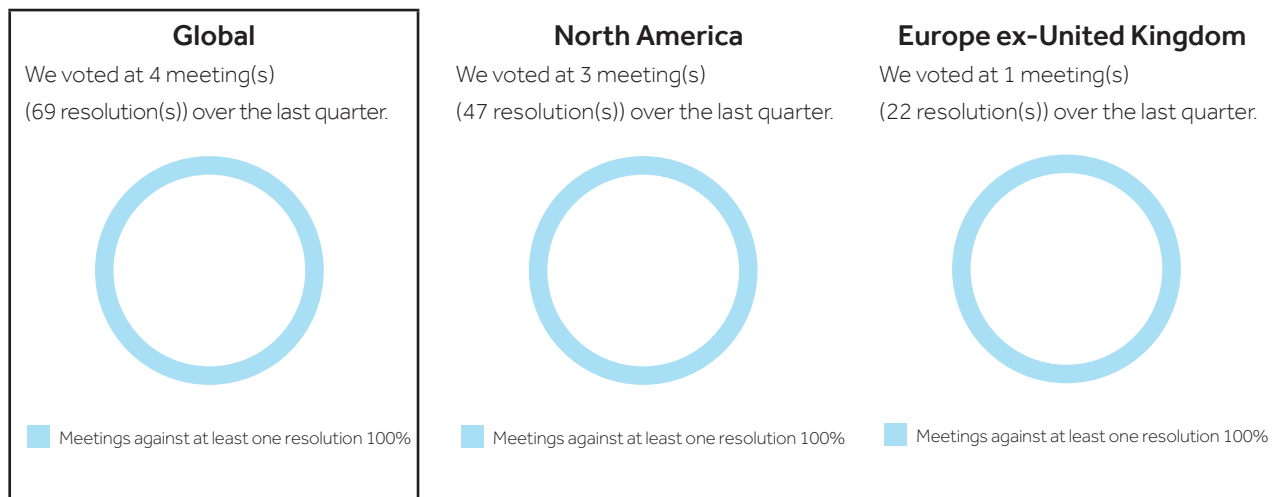 Global
We voted at 4 meeting(s)
(69 resolution(s)) over the last quarter.
Meetings against at least one resolution 100%
North America
We voted at 3 meeting(s)
(47 resolution(s)) over the last quarter.
Meetings against at least one resolution 100%
Europe ex-United Kingdom
We voted at 1 meeting(s)
(22 resolution(s)) over the last quarter.
Meetings against at least one resolution 100%